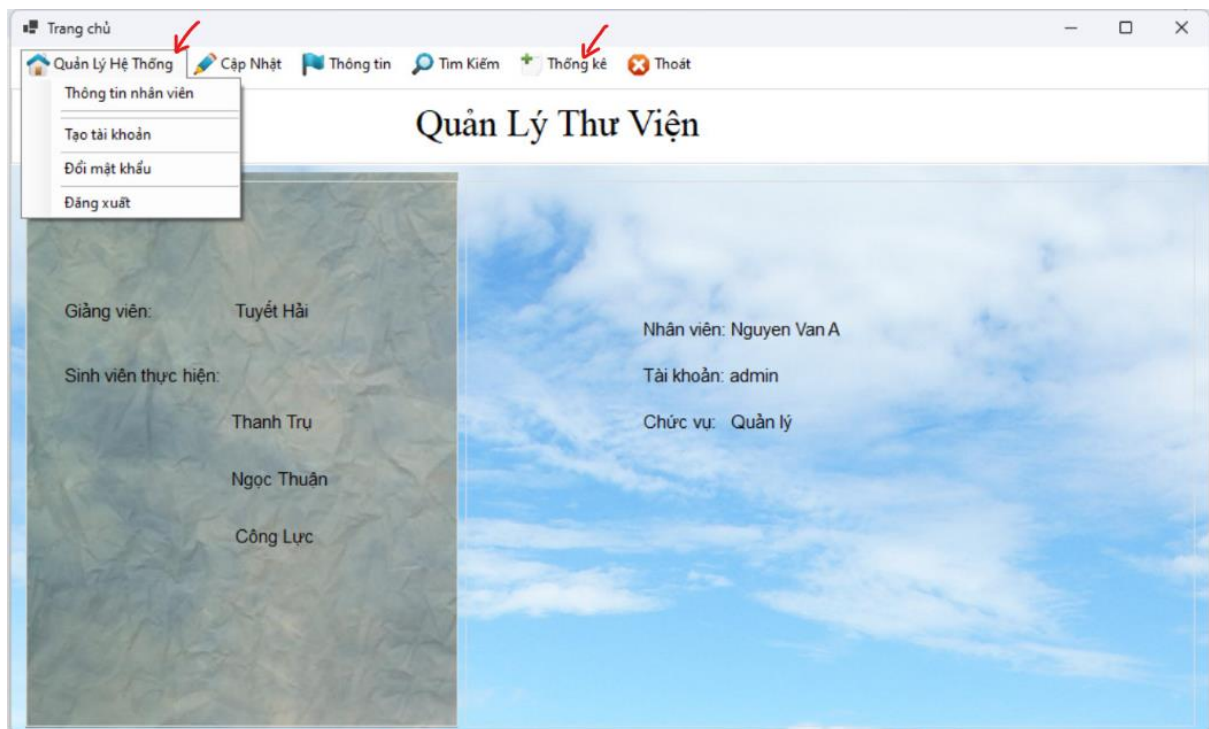 Trang chủ
Quản Lý Hệ Thống Cập Nhật Thông tin Tìm Kiếm Thống kê Thoát
Thông tin nhân viên
Tạo tài khoản
Đổi mật khẩu
Đăng xuất
Quản Lý Thư Viện
Giảng viên: Tuyết Hải
Sinh viên thực hiện:
Thanh Trụ
Ngọc Thuận
Công Lực
Nhân viên: Nguyen Van A
Tài khoản: admin
Chức vụ: Quản lý